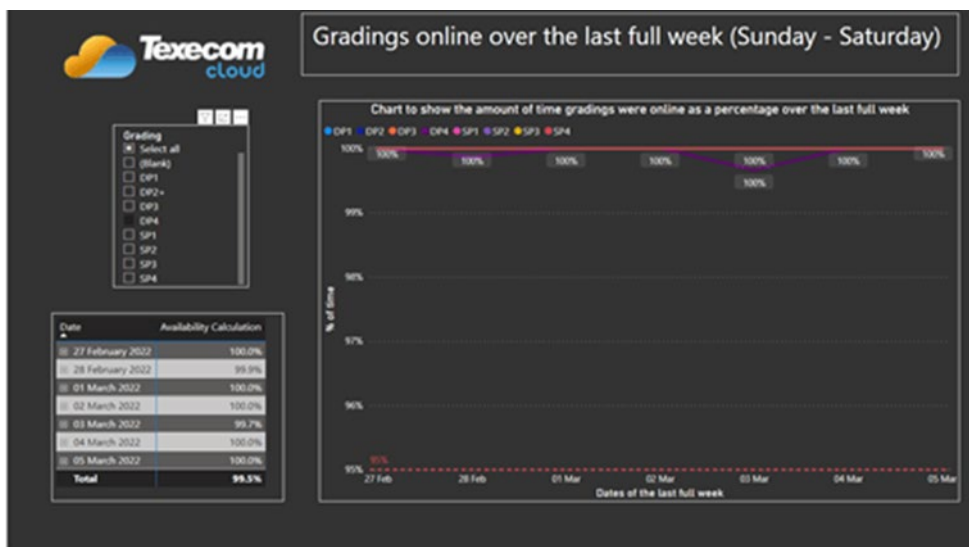 Texecom
cloud
Gradings online over the last full week (Sunday - Saturday)
Grading
Select all
(Blank)
DP1
DP2+
DP3
DP4
SP1
SP2
SP3
SP4
Chart to show the amount of time gradings were online as a percentage over the last full week
DP1 DP2 DP3 DP4 SP1 SP2 SP3 SP4
100%
100% 100% 100% 100% 100% 100% 100%
100%
99%
98%
97%
96%
95%
95%
% of time
27 Feb 28 Feb 01 Mar 02 Mar 03 Mar 04 Mar 05 Mar
Dates of the last full week
Date Availability Calculation
27 February 2022 100.0%
28 February 2022 99.9%
01 March 2022 100.0%
02 March 2022 100.0%
03 March 2022 99.7%
04 March 2022 100.0%
05 March 2022 100.0%
Total 99.5%